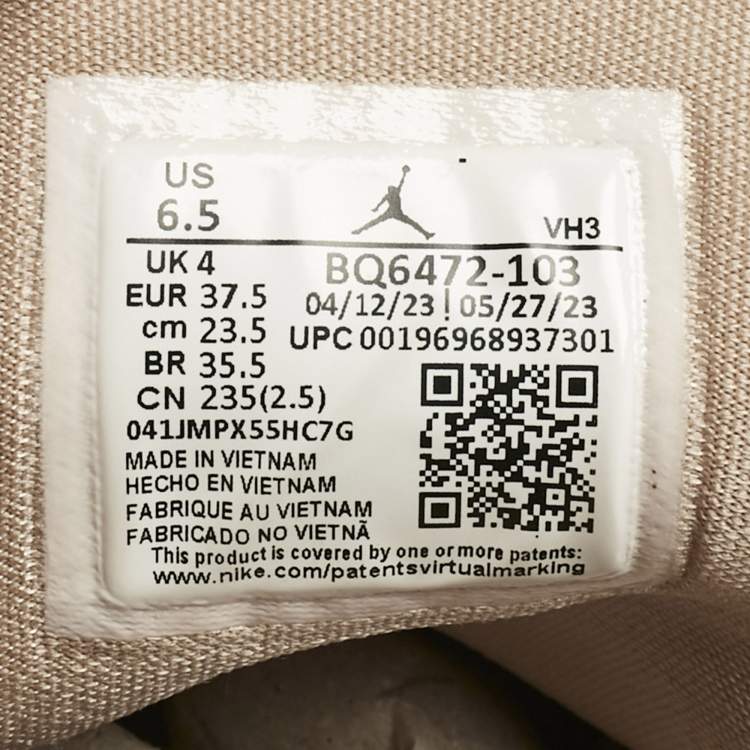 US
6.5
VH3
UK 4
BQ6472-103
EUR 37.5
04/12/23 | 05/27/23
cm 23.5
UPC 00196968937301
BR 35.5
CN 235(2.5)
041JMPX55HC7G
MADE IN VIETNAM
HECHO EN VIETNAM
FABRIQUE AU VIETNAM
FABRICADO NO VIETNÃ
This product is covered by one or more patents:
www.nike.com/patentsvirtualmarking